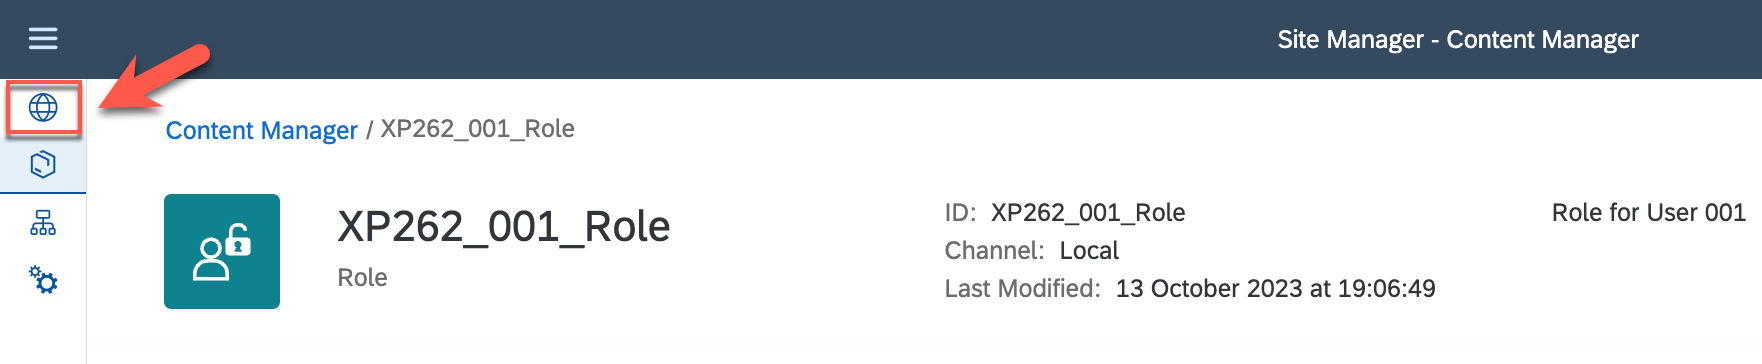 Site Manager - Content Manager
Content Manager / XP262_001_Role
XP262_001_Role
Role
ID: XP262_001_Role
Channel: Local
Last Modified: 13 October 2023 at 19:06:49
Role for User 001